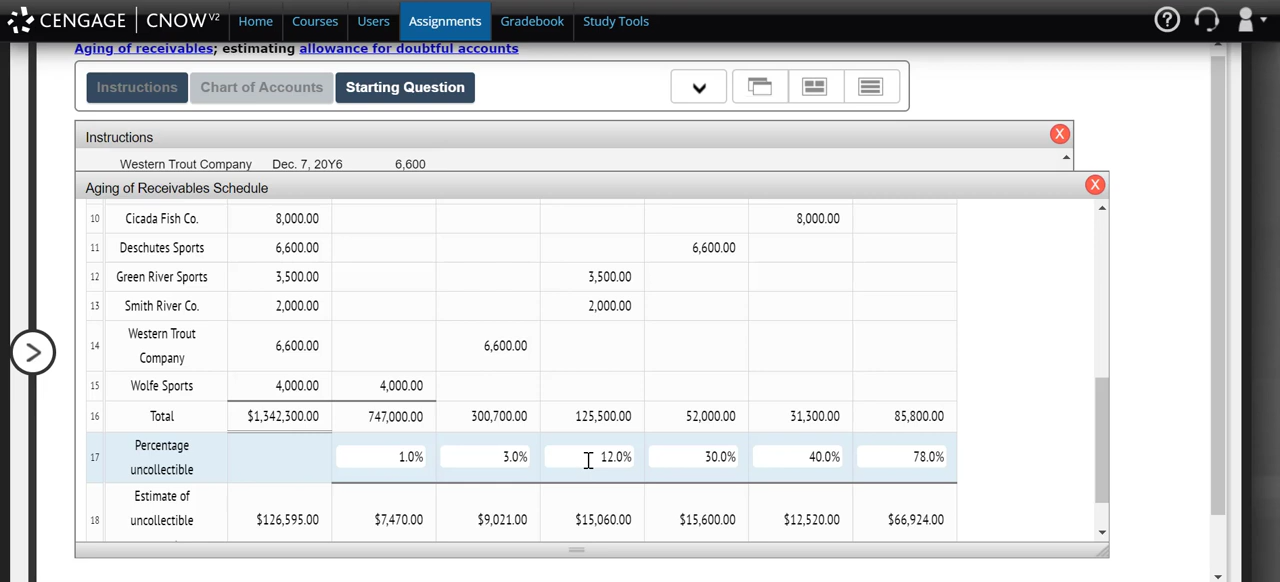 CENGAGE | CNOWv2 Home Courses Users Assignments Gradebook Study Tools
Aging of receivables; estimating allowance for doubtful accounts
Instructions Chart of Accounts Starting Question
Instructions X
Western Trout Company Dec. 7, 20Y6 6,600
Aging of Receivables Schedule X
10 Cicada Fish Co. 8,000.00 8,000.00
11 Deschutes Sports 6,600.00 6,600.00
12 Green River Sports 3,500.00 3,500.00
13 Smith River Co. 2,000.00 2,000.00
14 Western Trout Company 6,600.00 6,600.00
15 Wolfe Sports 4,000.00 4,000.00
16 Total $1,342,300.00 747,000.00 300,700.00 125,500.00 52,000.00 31,300.00 85,800.00
17 Percentage uncollectible 1.0% 3.0% 12.0% 30.0% 40.0% 78.0%
18 Estimate of uncollectible $126,595.00 $7,470.00 $9,021.00 $15,060.00 $15,600.00 $12,520.00 $66,924.00